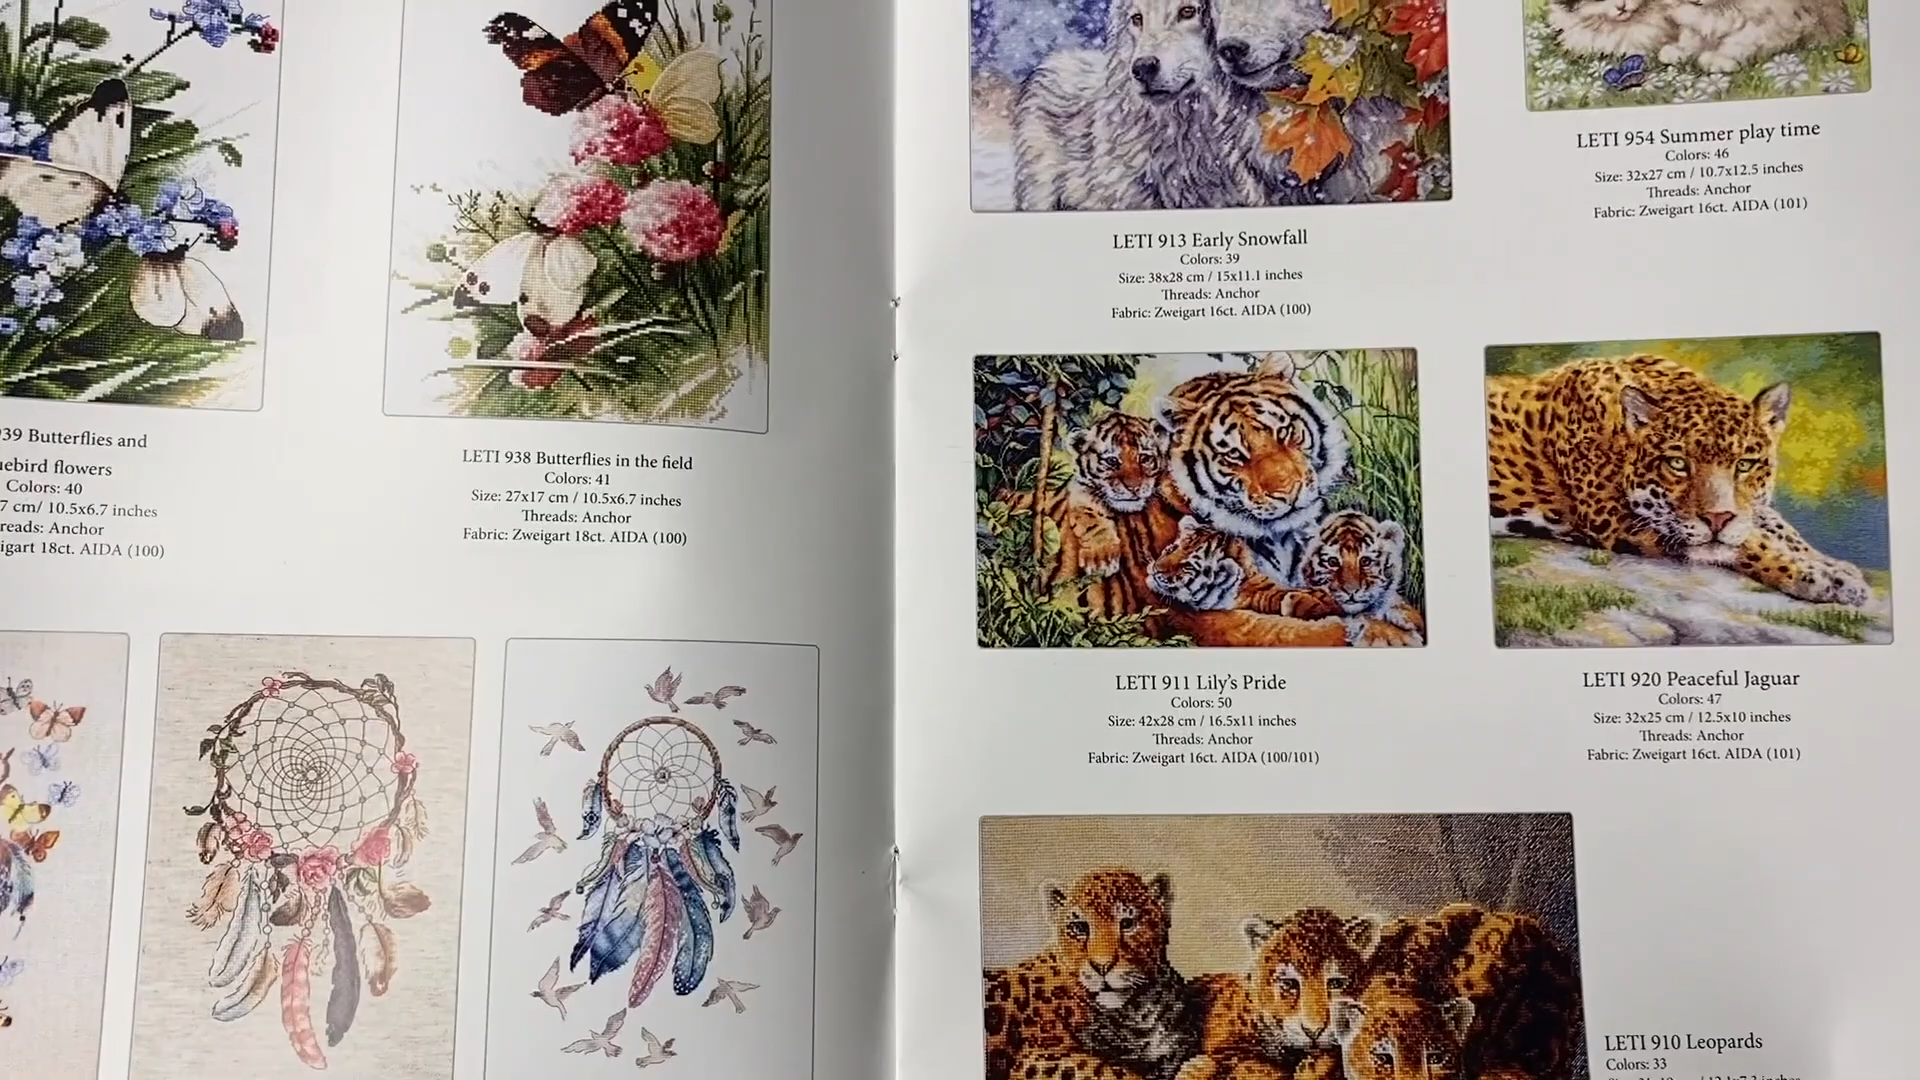 39 Butterflies and
ebird flowers
Colors: 40
7 cm/ 10.5x6.7 inches
reads: Anchor
igart 18ct. AIDA (100)
LETI 938 Butterflies in the field
Colors: 41
Size: 27x17 cm / 10.5x6.7 inches
Threads: Anchor
Fabric: Zweigart 18ct. AIDA (100)
LETI 913 Early Snowfall
Colors: 39
Size: 38x28 cm / 15x11.1 inches
Threads: Anchor
Fabric: Zweigart 16ct. AIDA (100)
LETI 954 Summer play time
Colors: 46
Size: 32x27 cm / 10.7x12.5 inches
Threads: Anchor
Fabric: Zweigart 16ct. AIDA (101)
LETI 911 Lily's Pride
Colors: 50
Size: 42x28 cm / 16.5x11 inches
Threads: Anchor
Fabric: Zweigart 16ct. AIDA (100/101)
LETI 920 Peaceful Jaguar
Colors: 47
Size: 32x25 cm / 12.5x10 inches
Threads: Anchor
Fabric: Zweigart 16ct. AIDA (101)
LETI 910 Leopards
Colors: 33